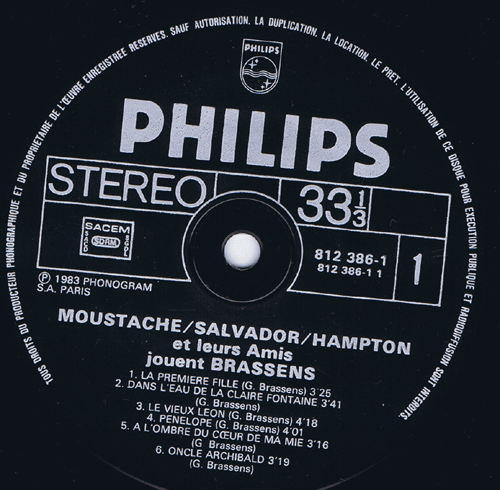 TOUS DROITS DU PRODUCTEUR PHONOGRAPHIQUE ET DU PROPRIETAIRE DE L'ŒUVRE ENREGISTREE RESERVES. SAUF AUTORISATION, LA DUPLICATION, LA LOCATION, LE PRET, L'UTILISATION DE CE DISQUE POUR EXECUTION PUBLIQUE ET RADIODIFFUSION SONT INTERDITS
PHILIPS
PHILIPS
STEREO 33 1/3
SACEM
SACD SDRM SGDL
812 386-1
812 386-1 1
1
℗ 1983 PHONOGRAM
S.A. PARIS
MOUSTACHE/SALVADOR/HAMPTON
et leurs Amis
jouent BRASSENS
1. LA PREMIERE FILLE (G. Brassens) 3'25
2. DANS L'EAU DE LA CLAIRE FONTAINE 3'41
(G. Brassens)
3. LE VIEUX LEON (G. Brassens) 4'18
4. PENELOPE (G. Brassens) 4'01
5. A L'OMBRE DU CŒUR DE MA MIE 3'16
(G. Brassens)
6. ONCLE ARCHIBALD 3'19
(G. Brassens)